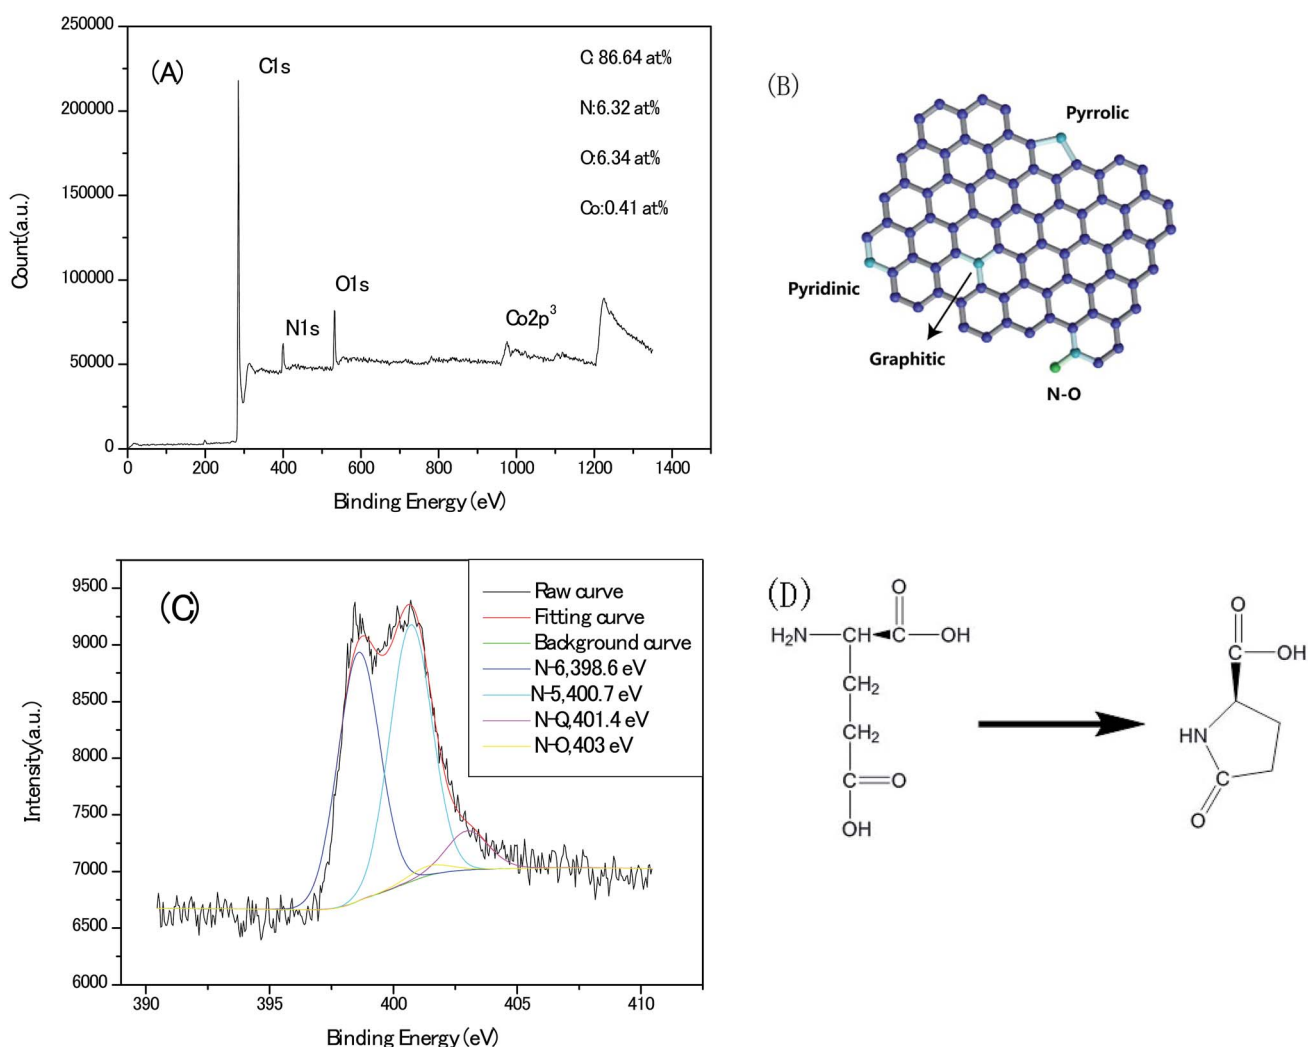 (A)
C1s
N1s
O1s
Co2p3
C: 86.64 at%
N:6.32 at%
O:6.34 at%
Co:0.41 at%
250000
200000
150000
100000
50000
0
Count(a.u.)
0 200 400 600 800 1000 1200 1400
Binding Energy (eV)
(B)
Pyrrolic
Pyridinic
Graphitic
N-O
(C)
Raw curve
Fitting curve
Background curve
N-6,398.6 eV
N-5,400.7 eV
N-Q,401.4 eV
N-O,403 eV
9500
9000
8500
8000
7500
7000
6500
6000
Intensity(a.u.)
390 395 400 405 410
Binding Energy (eV)
(D)
O
H2N CH C OH
CH2
CH2
C O
OH
O
C OH
HN
C
O